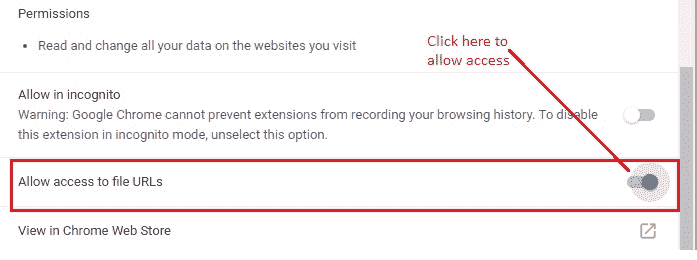 Permissions
Click here to
allow access
• Read and change all your data on the websites you visit
Allow in incognito
Warning: Google Chrome cannot prevent extensions from recording your browsing history. To disable
this extension in incognito mode, unselect this option.
Allow access to file URLs
View in Chrome Web Store